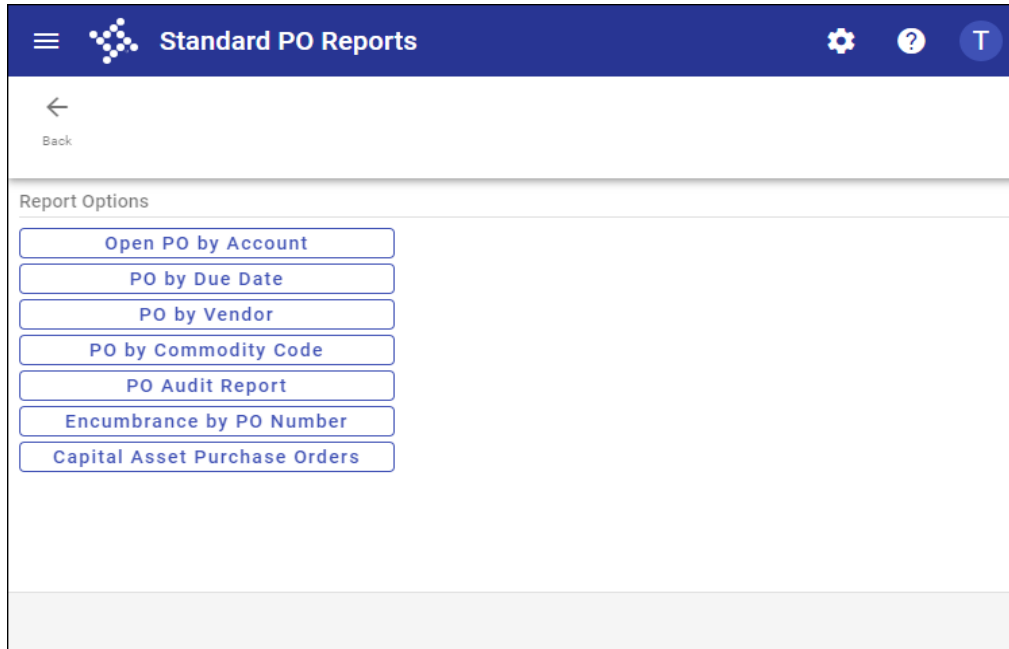 Standard PO Reports
?
T
Back
Report Options
Open PO by Account
PO by Due Date
PO by Vendor
PO by Commodity Code
PO Audit Report
Encumbrance by PO Number
Capital Asset Purchase Orders